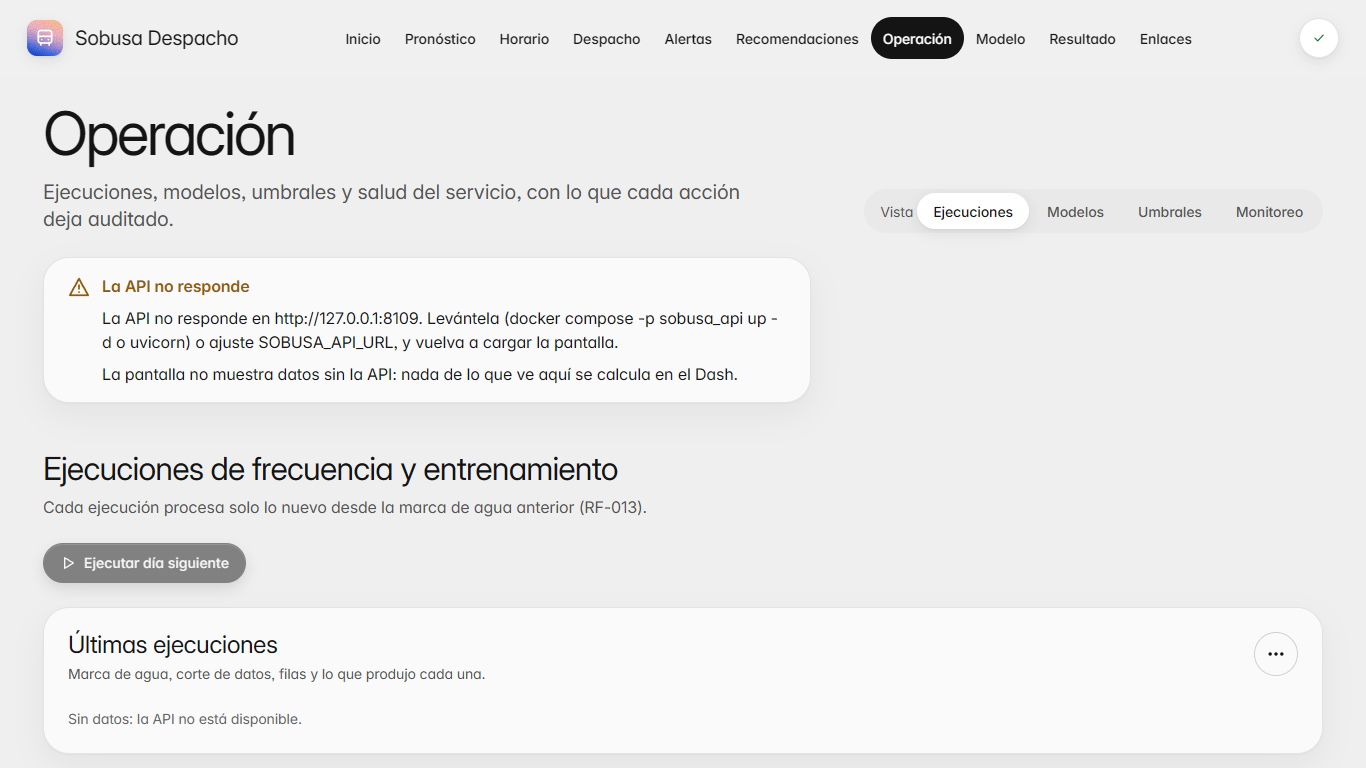 Sobusa Despacho
Inicio
Pronóstico
Horario
Despacho
Alertas
Recomendaciones
Operación
Modelo
Resultado
Enlaces
Operación
Ejecuciones, modelos, umbrales y salud del servicio, con lo que cada acción
deja auditado.
Vista
Ejecuciones
Modelos
Umbrales
Monitoreo
La API no responde
La API no responde en http://127.0.0.1:8109. Levántela (docker compose -p sobusa_api up -
d o uvicorn) o ajuste SOBUSA_API_URL, y vuelva a cargar la pantalla.
La pantalla no muestra datos sin la API: nada de lo que ve aquí se calcula en el Dash.
Ejecuciones de frecuencia y entrenamiento
Cada ejecución procesa solo lo nuevo desde la marca de agua anterior (RF-013).
Ejecutar día siguiente
Últimas ejecuciones
Marca de agua, corte de datos, filas y lo que produjo cada una.
Sin datos: la API no está disponible.